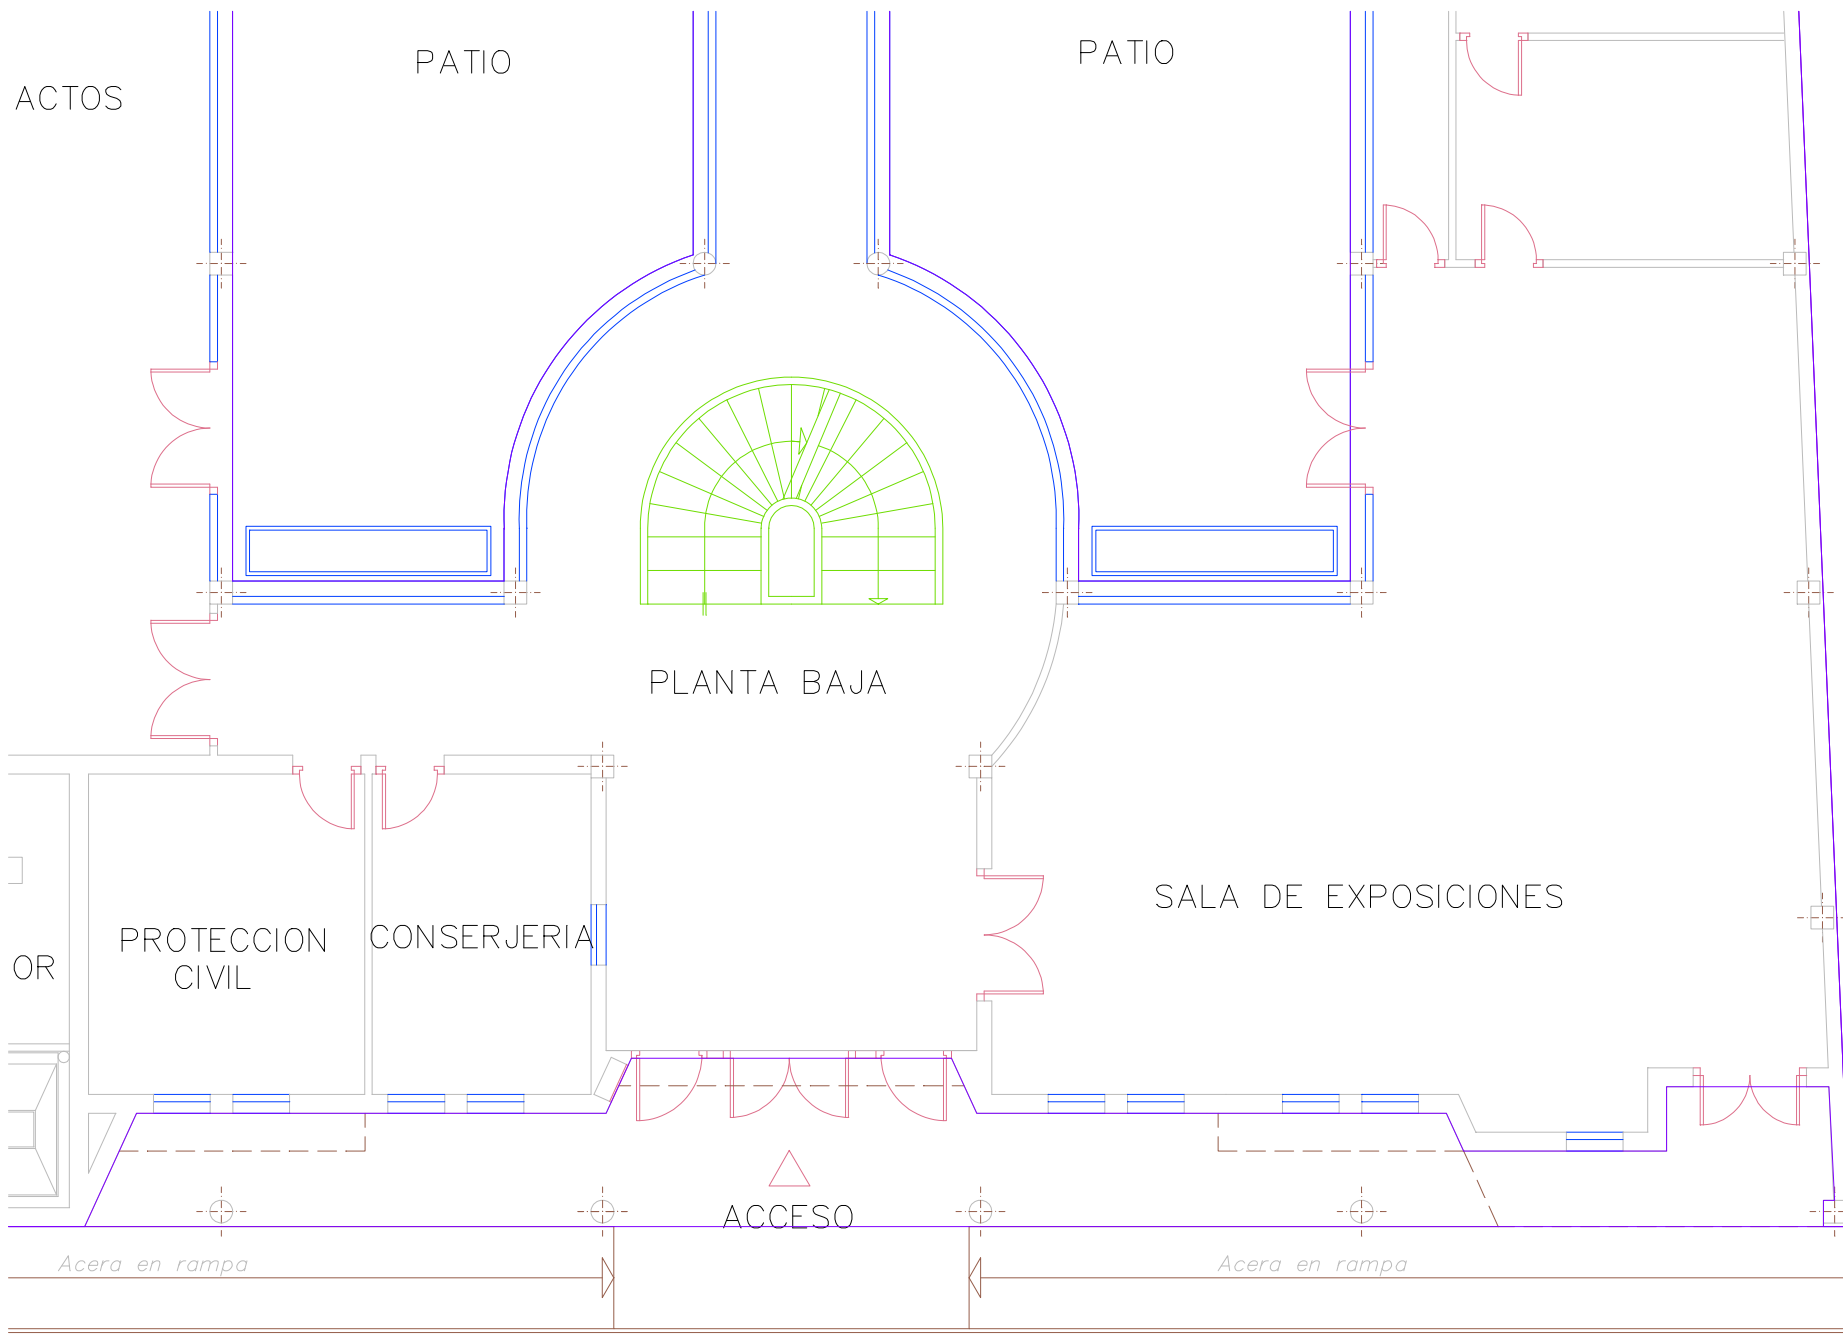 PATIO
PATIO
ACTOS
PLANTA BAJA
SALA DE EXPOSICIONES
PROTECCION
CIVIL
CONSERJERIA
OR
ACCESO
Acera en rampa
Acera en rampa